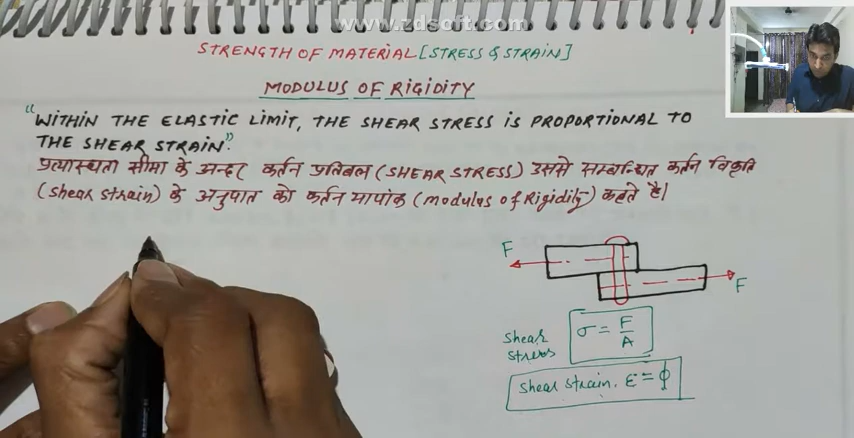 www.zdsoft.com
STRENGTH OF MATERIAL [STRESS & STRAIN]
MODULUS OF RIGIDITY
"WITHIN THE ELASTIC LIMIT, THE SHEAR STRESS IS PROPORTIONAL TO
THE SHEAR STRAIN".
प्रत्यास्थता सीमा के अन्दर कर्तन प्रतिबल (SHEAR STRESS) उससे सम्बन्धित कर्तन विकृति
(Shear strain) के अनुपात को कर्तन मापांक (modulus of Rigidity) कहते है।
F
F
Shear
stress
σ = F/A
Shear strain. ε = ϕ